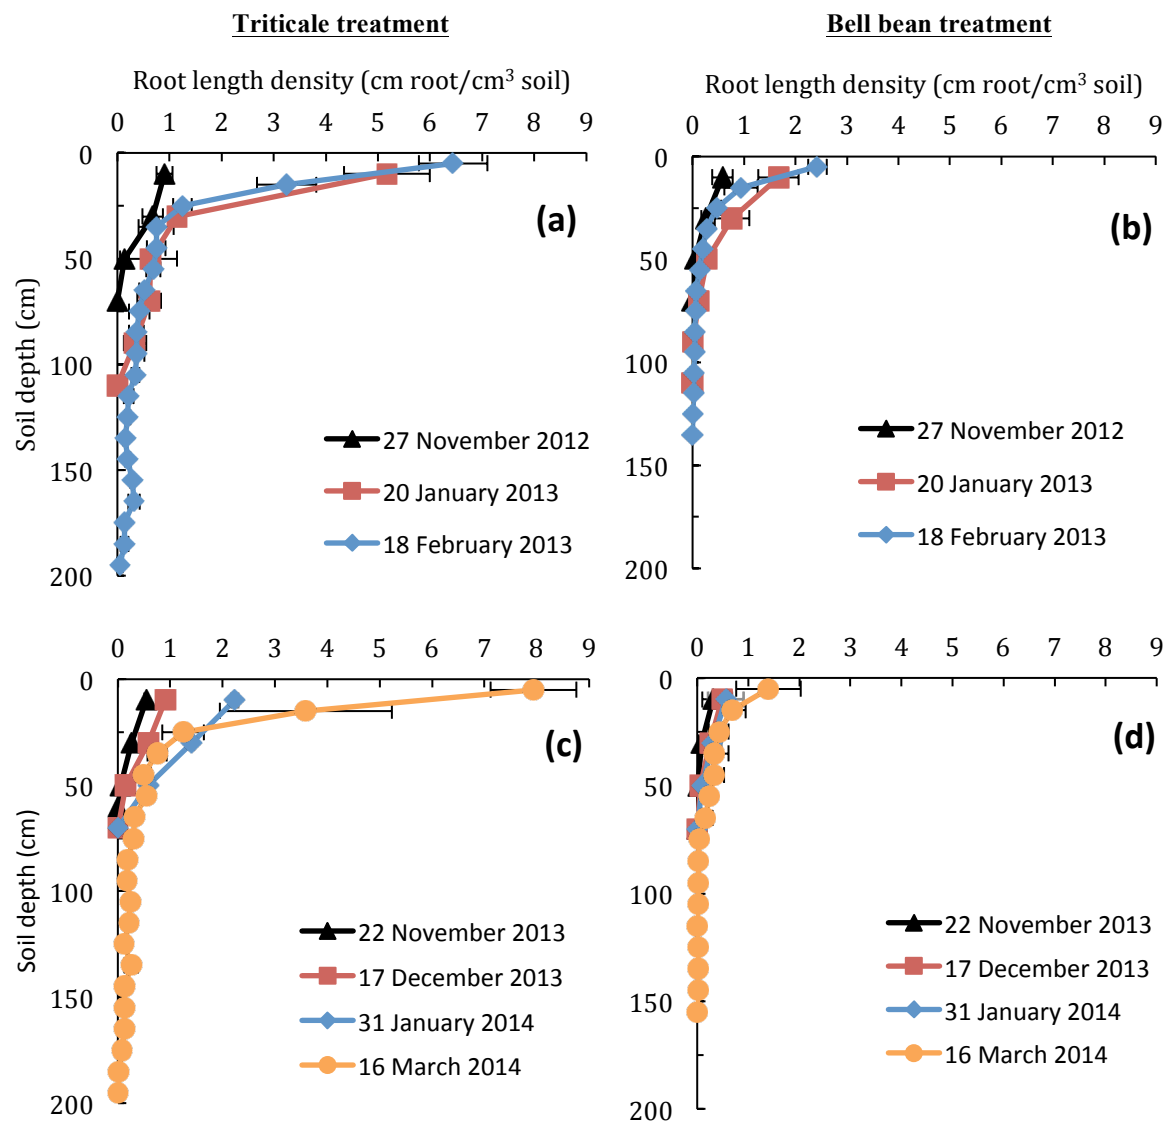 Triticale treatment
Root length density (cm root/cm³ soil)
0 1 2 3 4 5 6 7 8 9
0
50
100
150
200
Soil depth (cm)
(a)
27 November 2012
20 January 2013
18 February 2013
Bell bean treatment
Root length density (cm root/cm³ soil)
0 1 2 3 4 5 6 7 8 9
0
50
100
150
200
(b)
27 November 2012
20 January 2013
18 February 2013
0 1 2 3 4 5 6 7 8 9
0
50
100
150
200
Soil depth (cm)
(c)
22 November 2013
17 December 2013
31 January 2014
16 March 2014
0 1 2 3 4 5 6 7 8 9
0
50
100
150
200
(d)
22 November 2013
17 December 2013
31 January 2014
16 March 2014